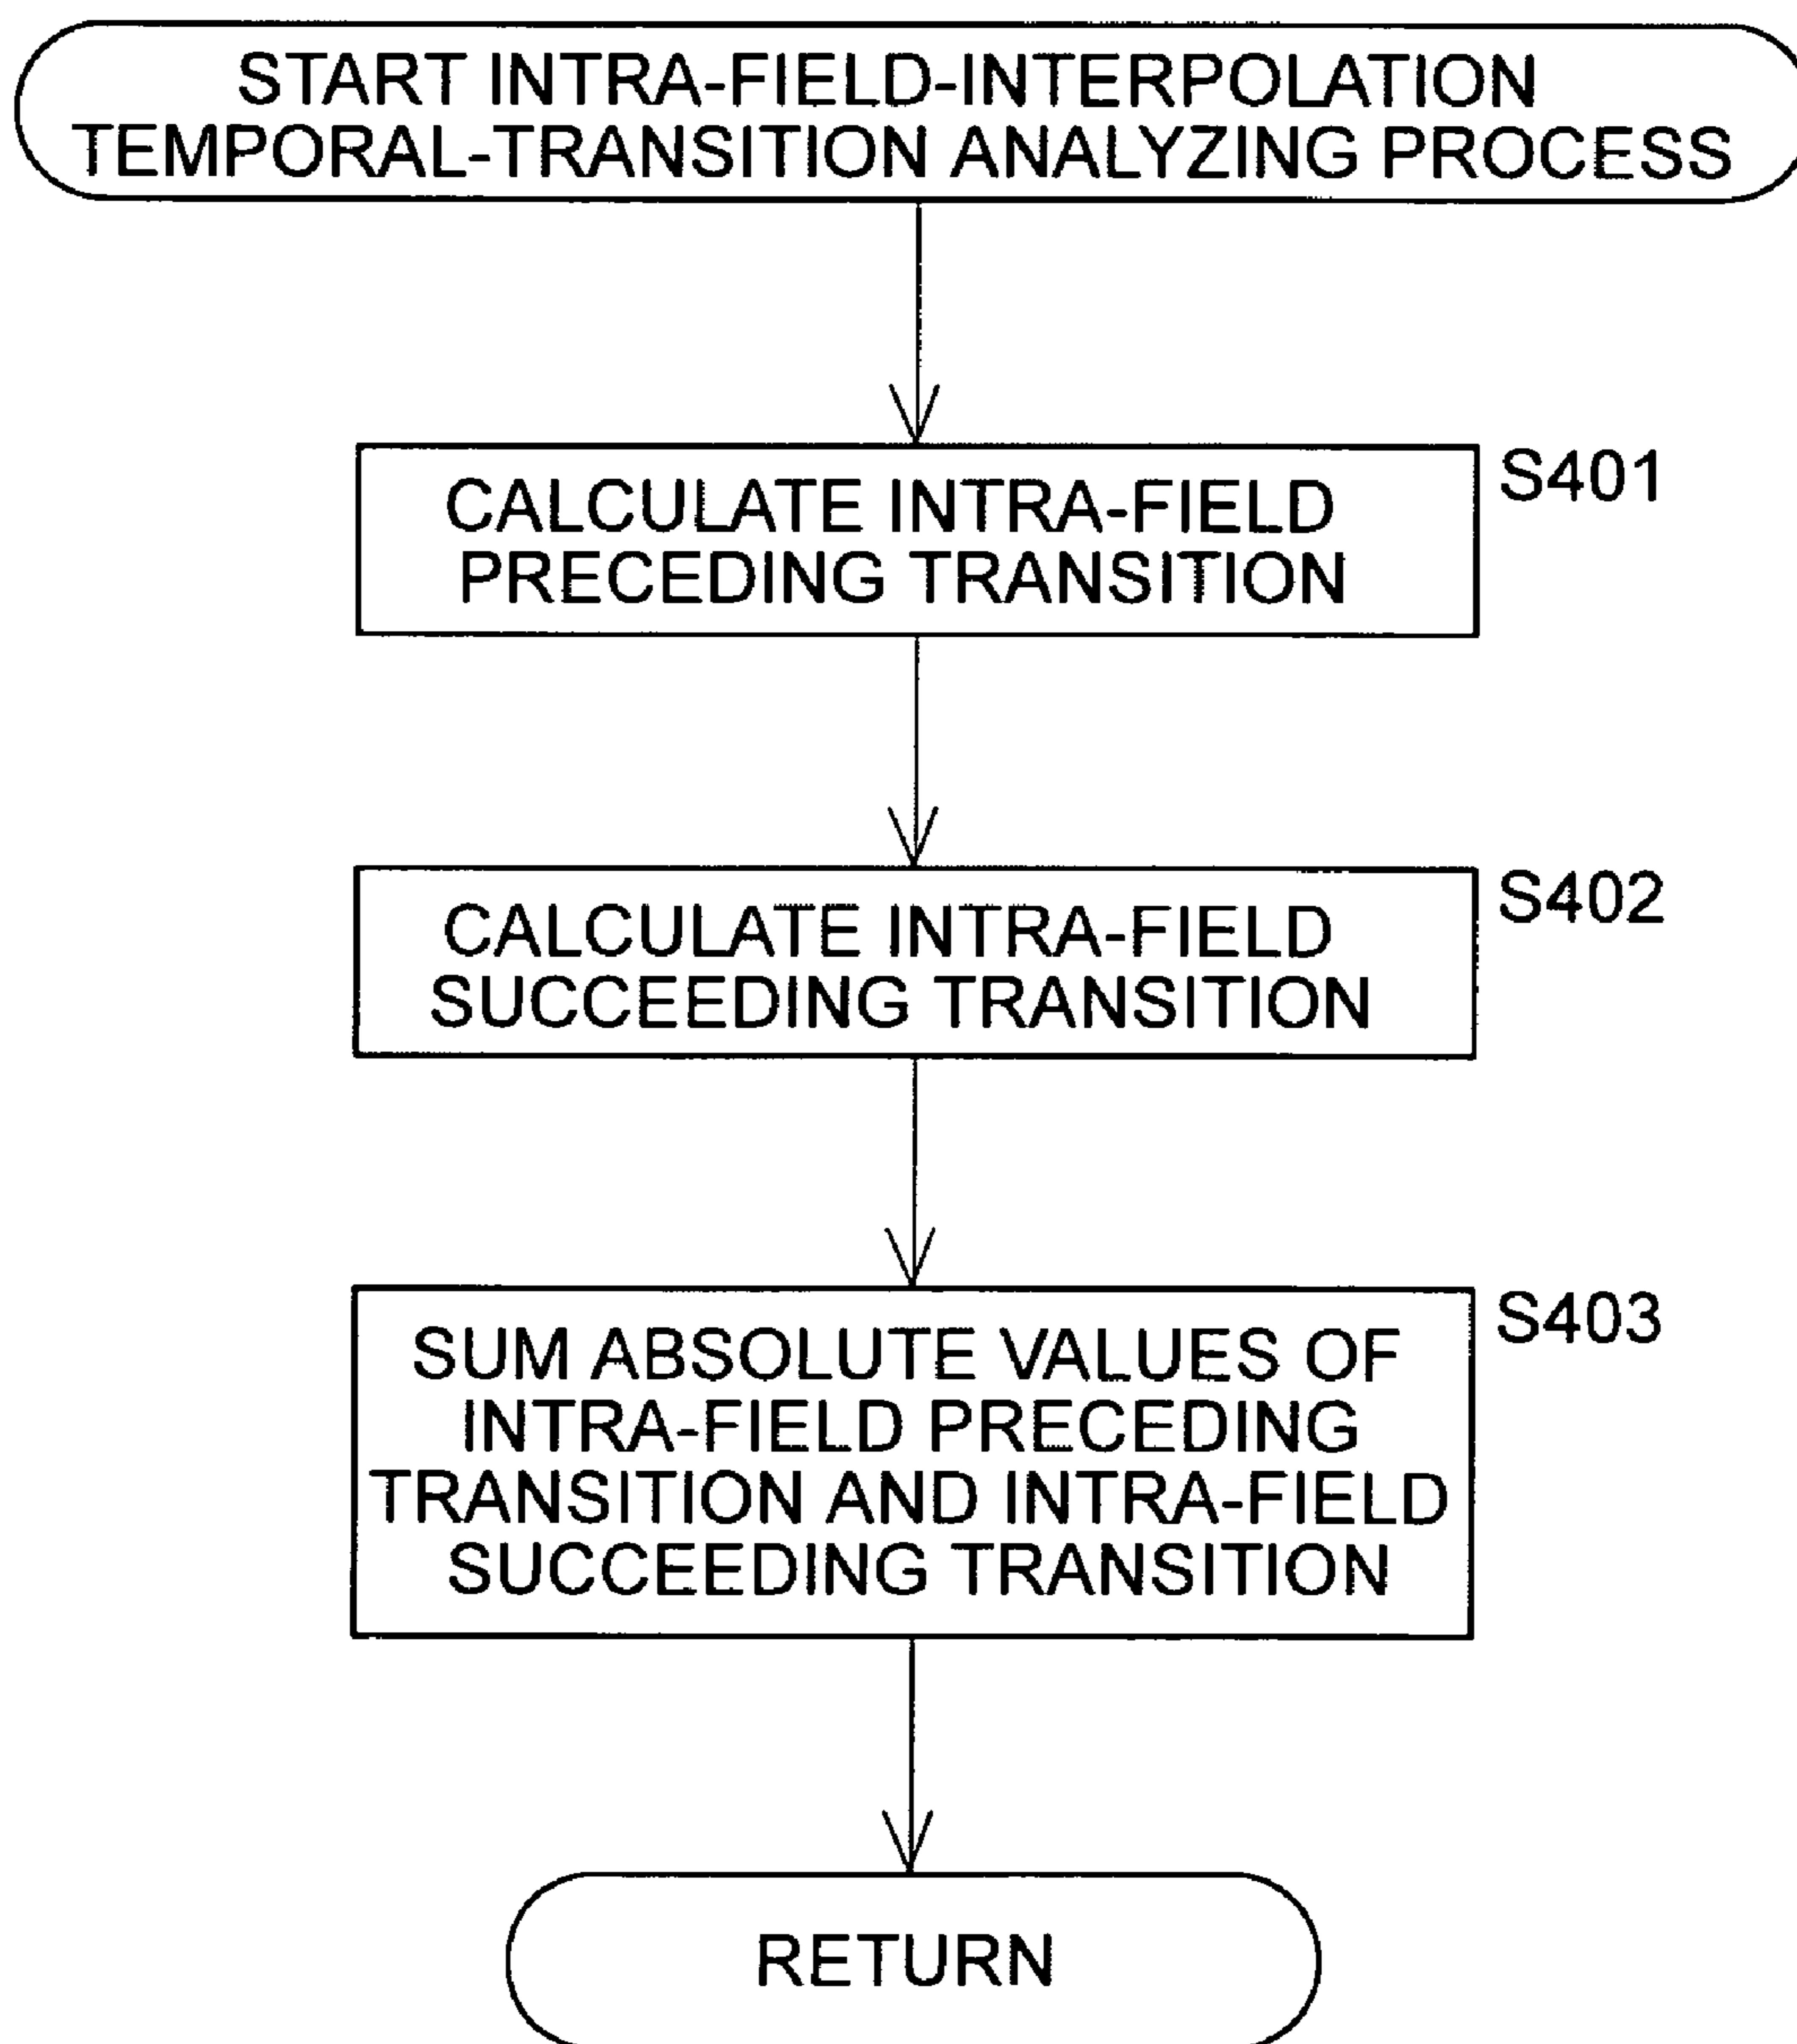 START INTRA-FIELD-INTERPOLATION
TEMPORAL-TRANSITION ANALYZING PROCESS
CALCULATE INTRA-FIELD
PRECEDING TRANSITION
S401
CALCULATE INTRA-FIELD
SUCCEEDING TRANSITION
S402
SUM ABSOLUTE VALUES OF
INTRA-FIELD PRECEDING
TRANSITION AND INTRA-FIELD
SUCCEEDING TRANSITION
S403
RETURN